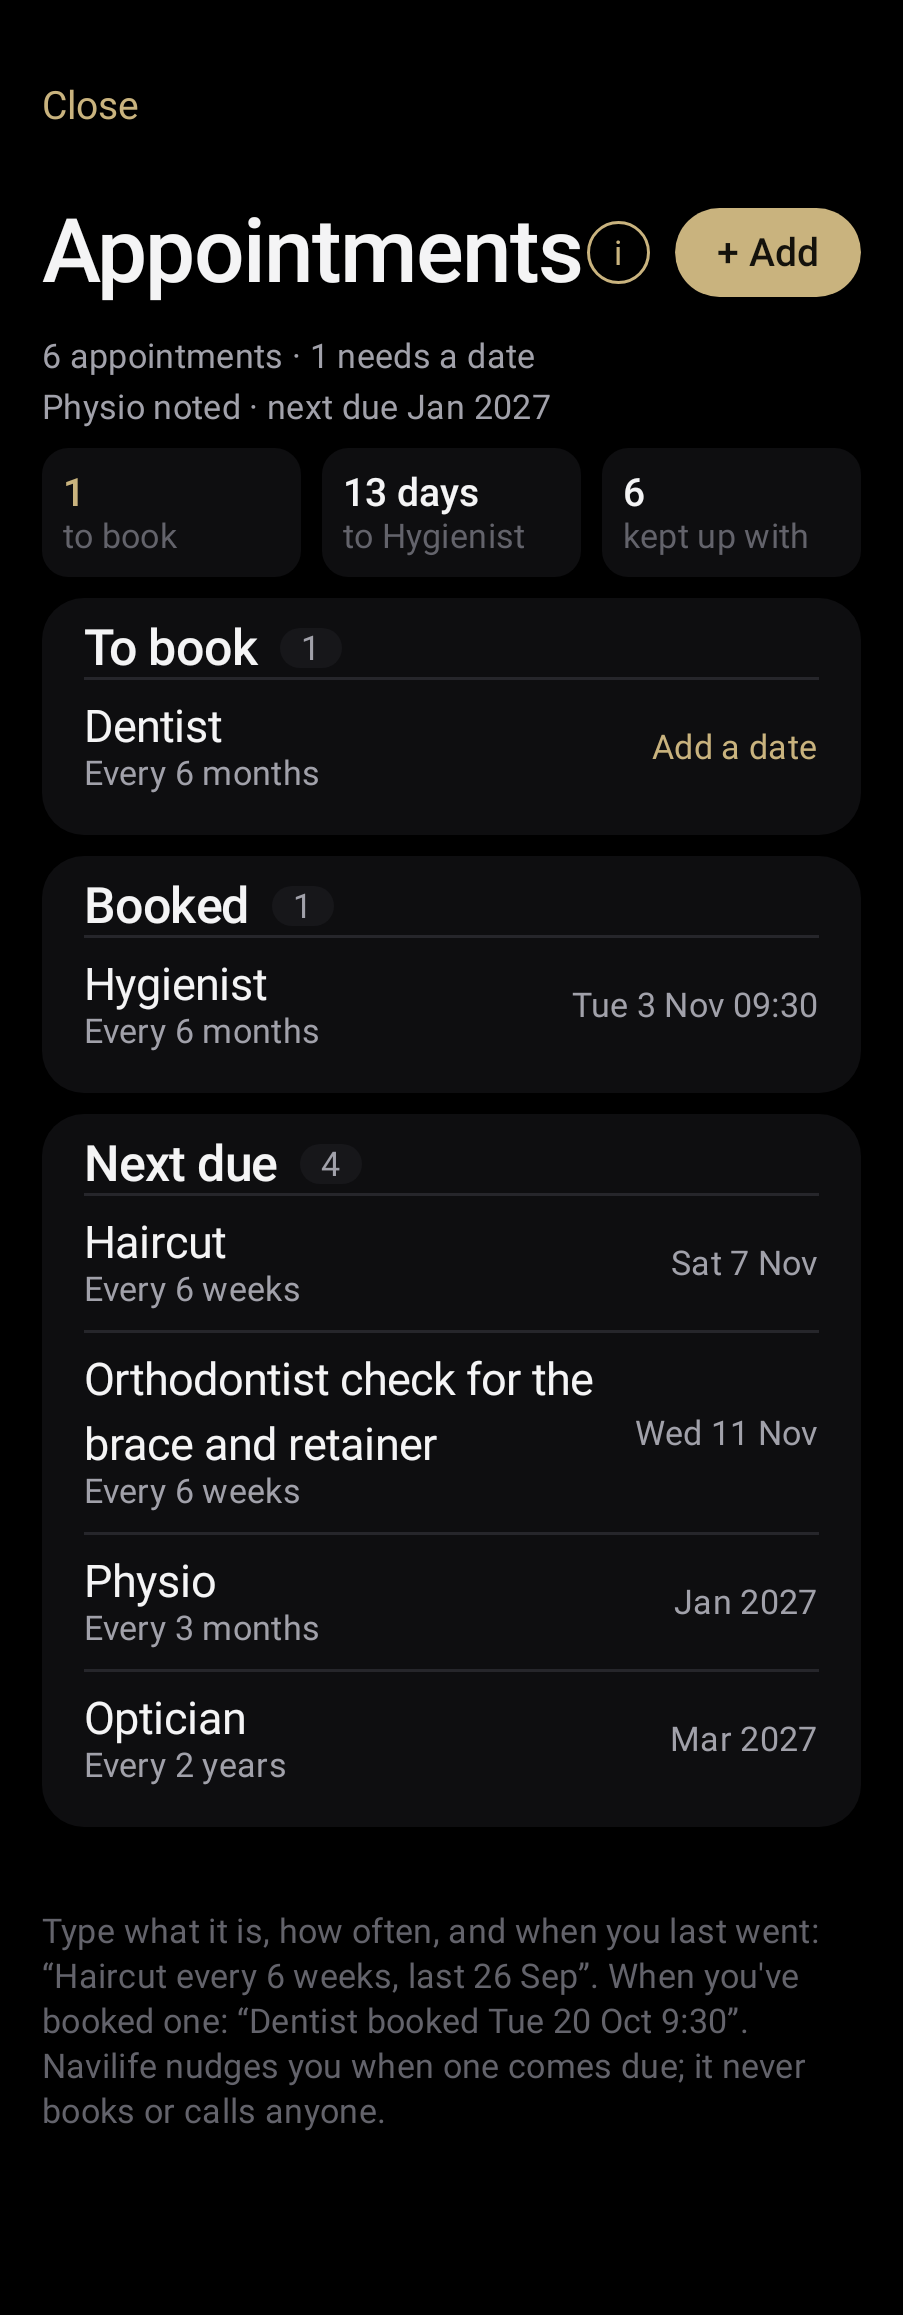 Close
Appointments i + Add
6 appointments · 1 needs a date
Physio noted · next due Jan 2027
1 13 days 6
to book to Hygienist kept up with
To book 1
Dentist
Every 6 months Add a date
Booked 1
Hygienist
Every 6 months Tue 3 Nov 09:30
Next due 4
Haircut
Every 6 weeks Sat 7 Nov
Orthodontist check for the
brace and retainer Wed 11 Nov
Every 6 weeks
Physio
Every 3 months Jan 2027
Optician
Every 2 years Mar 2027
Type what it is, how often, and when you last went:
“Haircut every 6 weeks, last 26 Sep”. When you've
booked one: “Dentist booked Tue 20 Oct 9:30”.
Navilife nudges you when one comes due; it never
books or calls anyone.